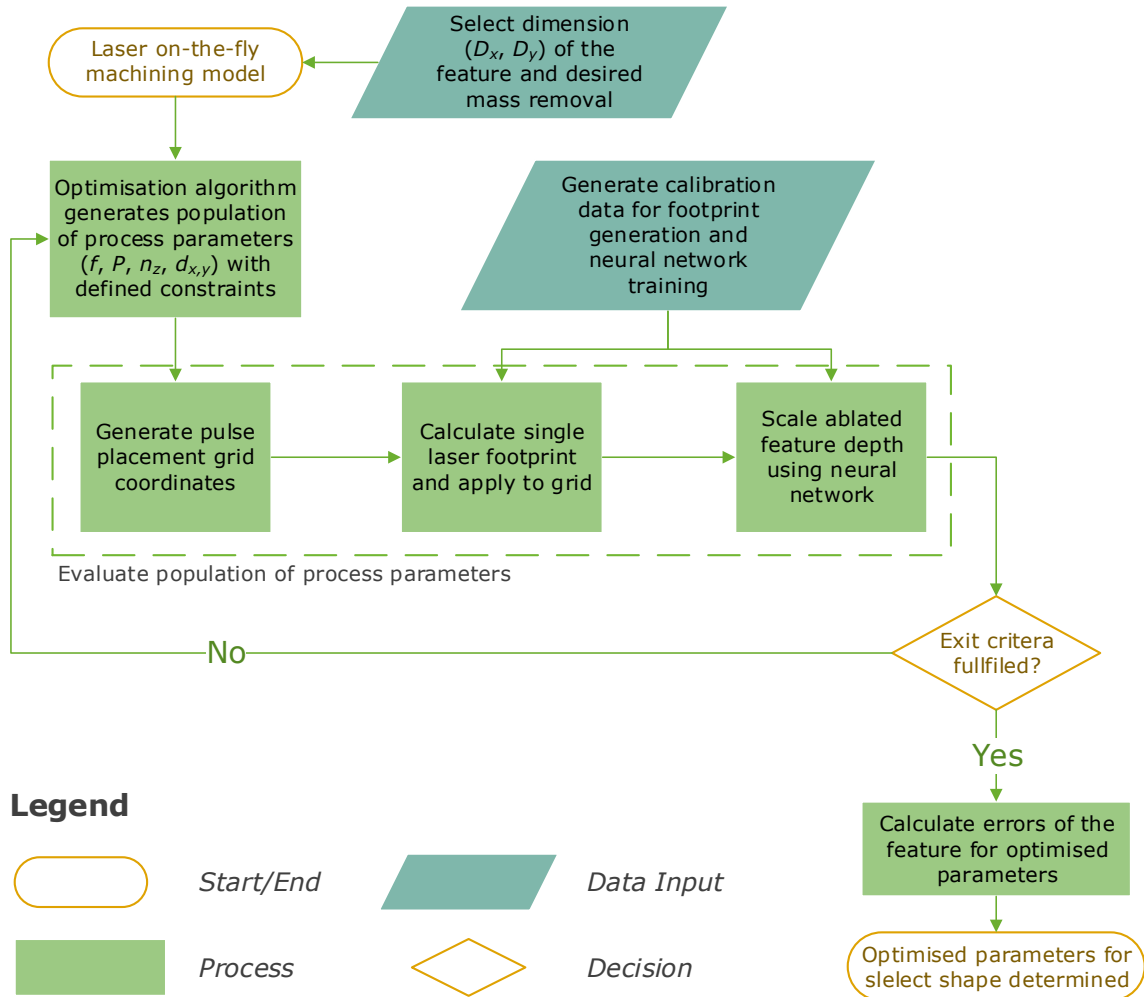 Laser on-the-fly
machining model
Select dimension
(Dx, Dy) of the
feature and desired
mass removal
Optimisation algorithm
generates population
of process parameters
(f, P, nz, dx,y) with
defined constraints
Generate calibration
data for footprint
generation and
neural network
training
Generate pulse
placement grid
coordinates
Calculate single
laser footprint
and apply to grid
Scale ablated
feature depth
using neural
network
Evaluate population of process parameters
Exit critera
fullfiled?
No
Yes
Calculate errors of the
feature for optimised
parameters
Optimised parameters for
slelect shape determined
Legend
Start/End
Data Input
Process
Decision